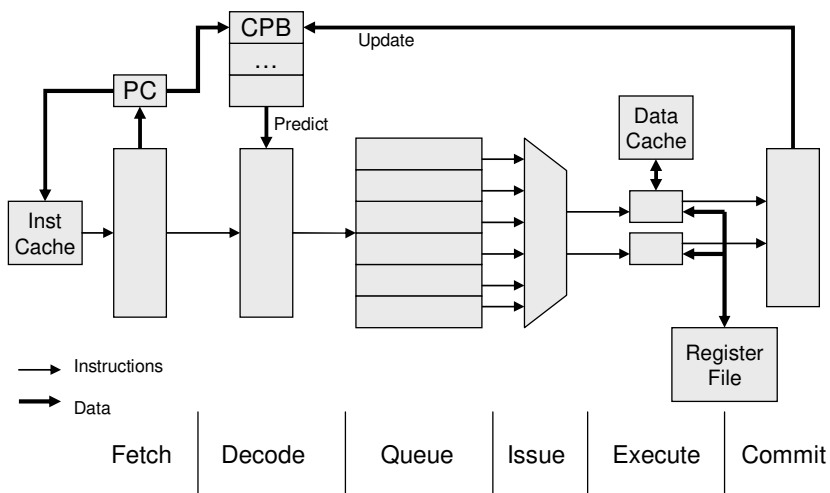 CPB
Update
...
PC
Predict
Data
Cache
Inst
Cache
Register
File
Instructions
Data
Fetch
Decode
Queue
Issue
Execute
Commit